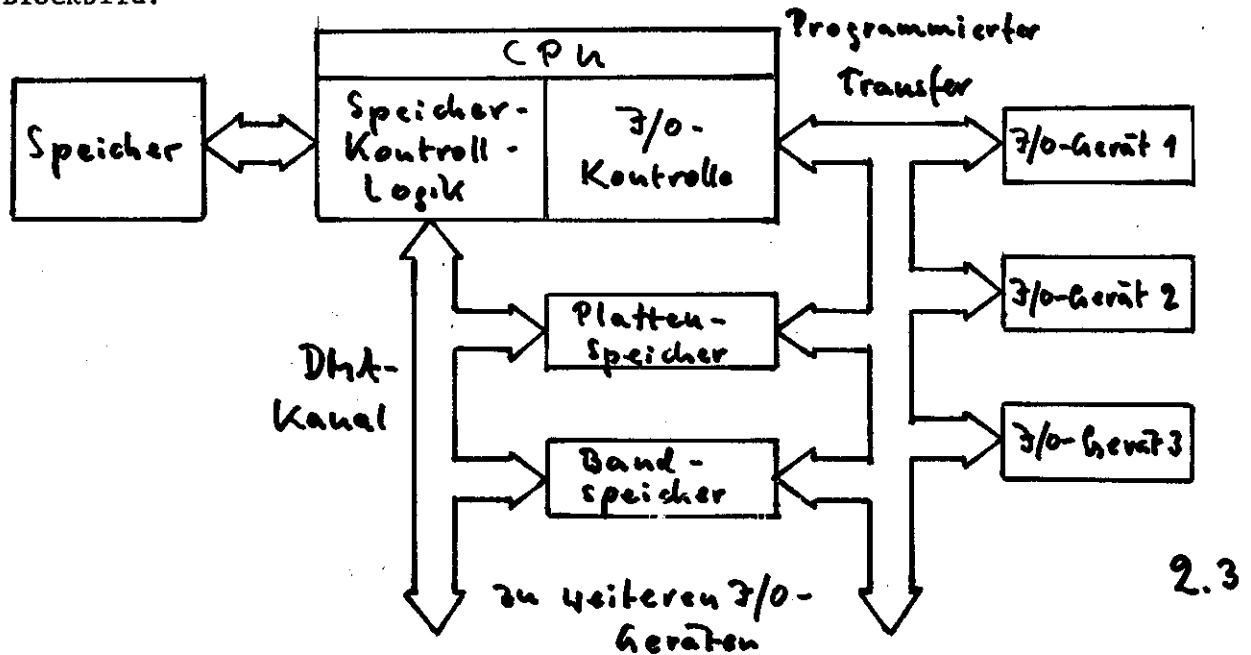 Blockbild:
CPU
Programmierter
Transfer
Speicher
Speicher-
Kontroll-
Logik
I/O-
Kontrolle
I/O-Gerät 1
I/O-Gerät 2
Platten-
speicher
DMA-
Kanal
I/O-Gerät 3
Band-
speicher
zu weiteren I/O-
Geräten
2.3